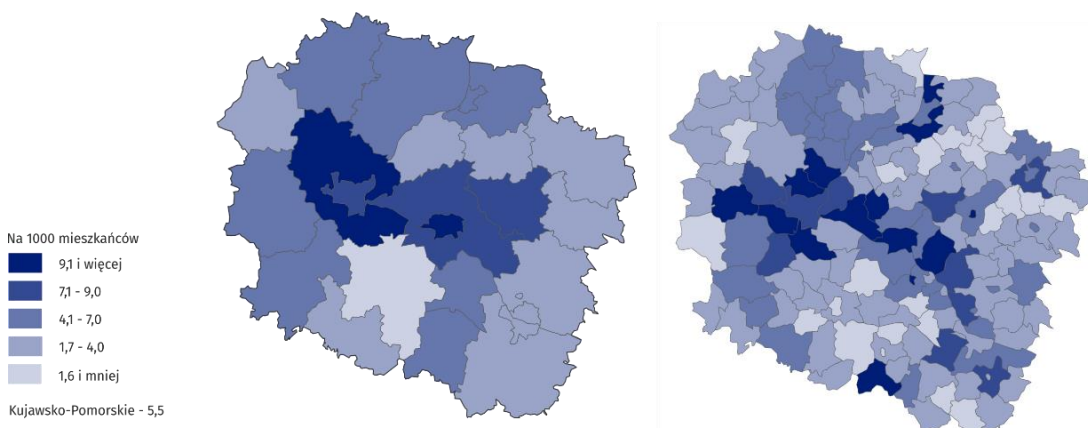 Na 1000 mieszkańców
9,1 i więcej
7,1 - 9,0
4,1 - 7,0
1,7 - 4,0
1,6 i mniej
Kujawsko-Pomorskie - 5,5